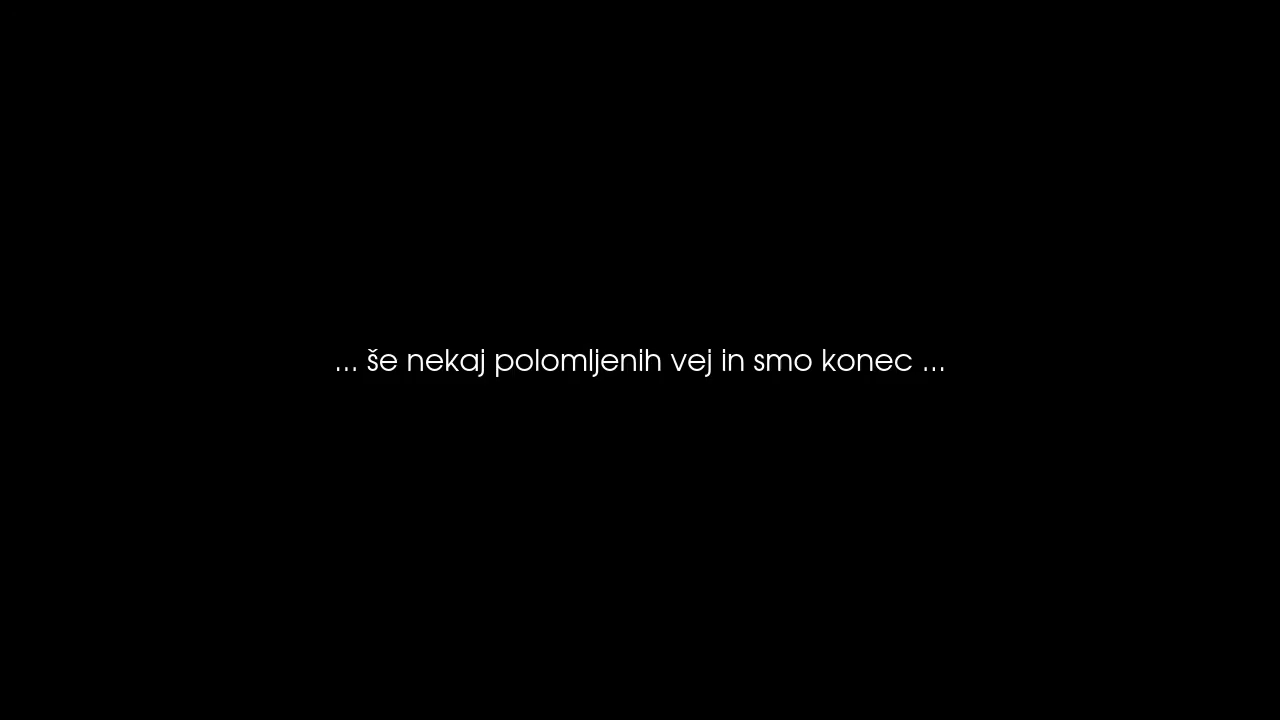 ... še nekaj polomljenih vej in smo konec ...